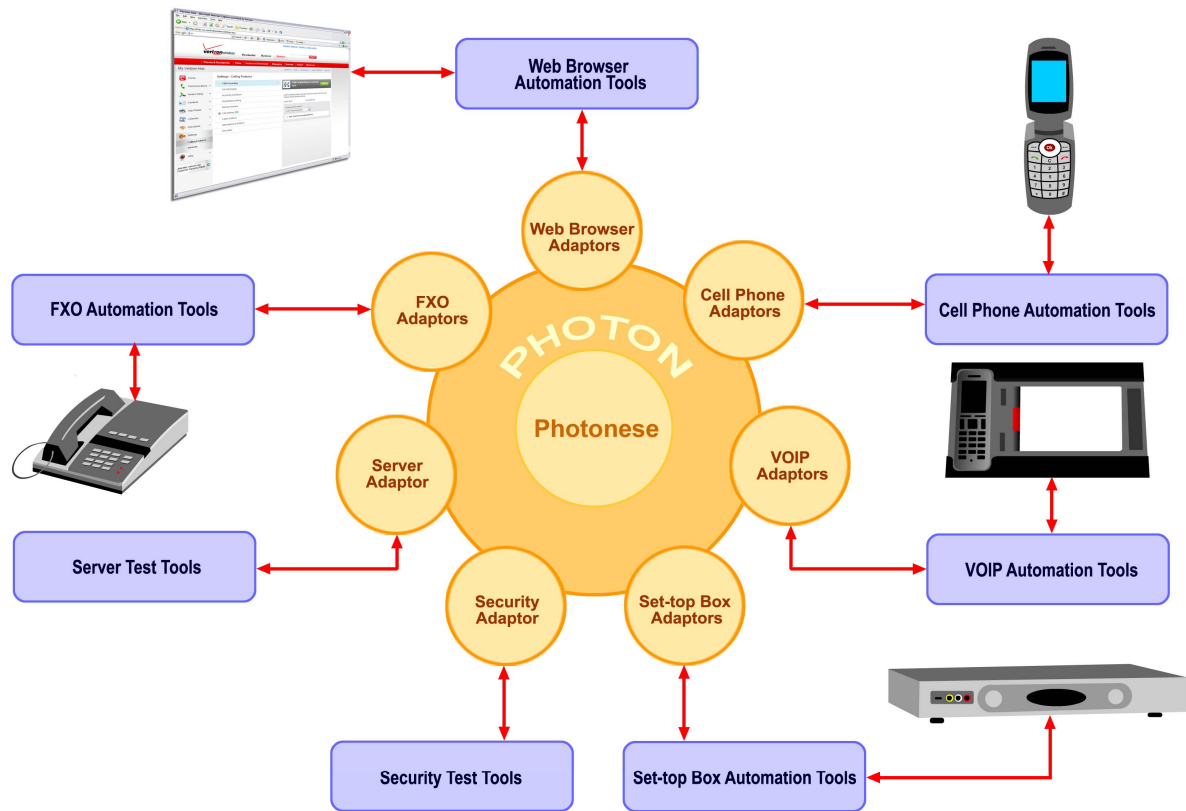 Web Browser
Automation Tools
verizon
Web Browser
Adaptors
FXO
Adaptors
Cell Phone
Adaptors
FXO Automation Tools
Cell Phone Automation Tools
PHOTON
Photonese
Server
Adaptor
VOIP
Adaptors
Server Test Tools
VOIP Automation Tools
Security
Adaptor
Set-top Box
Adaptors
Security Test Tools
Set-top Box Automation Tools